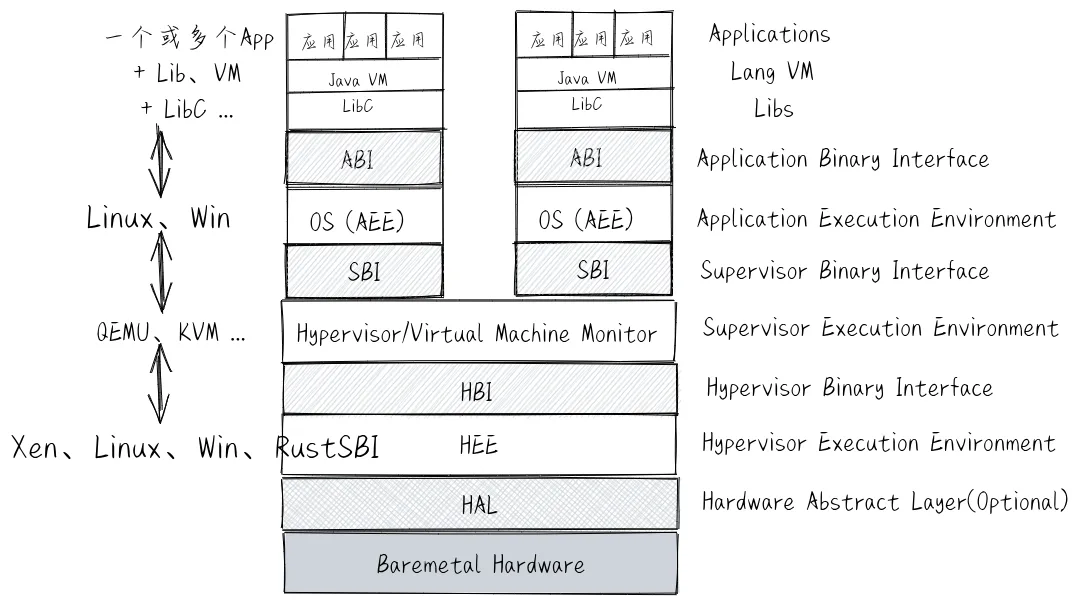 一个或多个App 应用 应用 应用 应用 应用 应用 Applications
+ Lib、VM Java VM Java VM Lang VM
+ LibC ... LibC LibC Libs
ABI ABI Application Binary Interface
Linux、Win OS (AEE) OS (AEE) Application Execution Environment
SBI SBI Supervisor Binary Interface
QEMU、KVM ... Hypervisor/Virtual Machine Monitor Supervisor Execution Environment
HBI Hypervisor Binary Interface
Xen、Linux、Win、RustSBI HEE Hypervisor Execution Environment
HAL Hardware Abstract Layer(Optional)
Baremetal Hardware